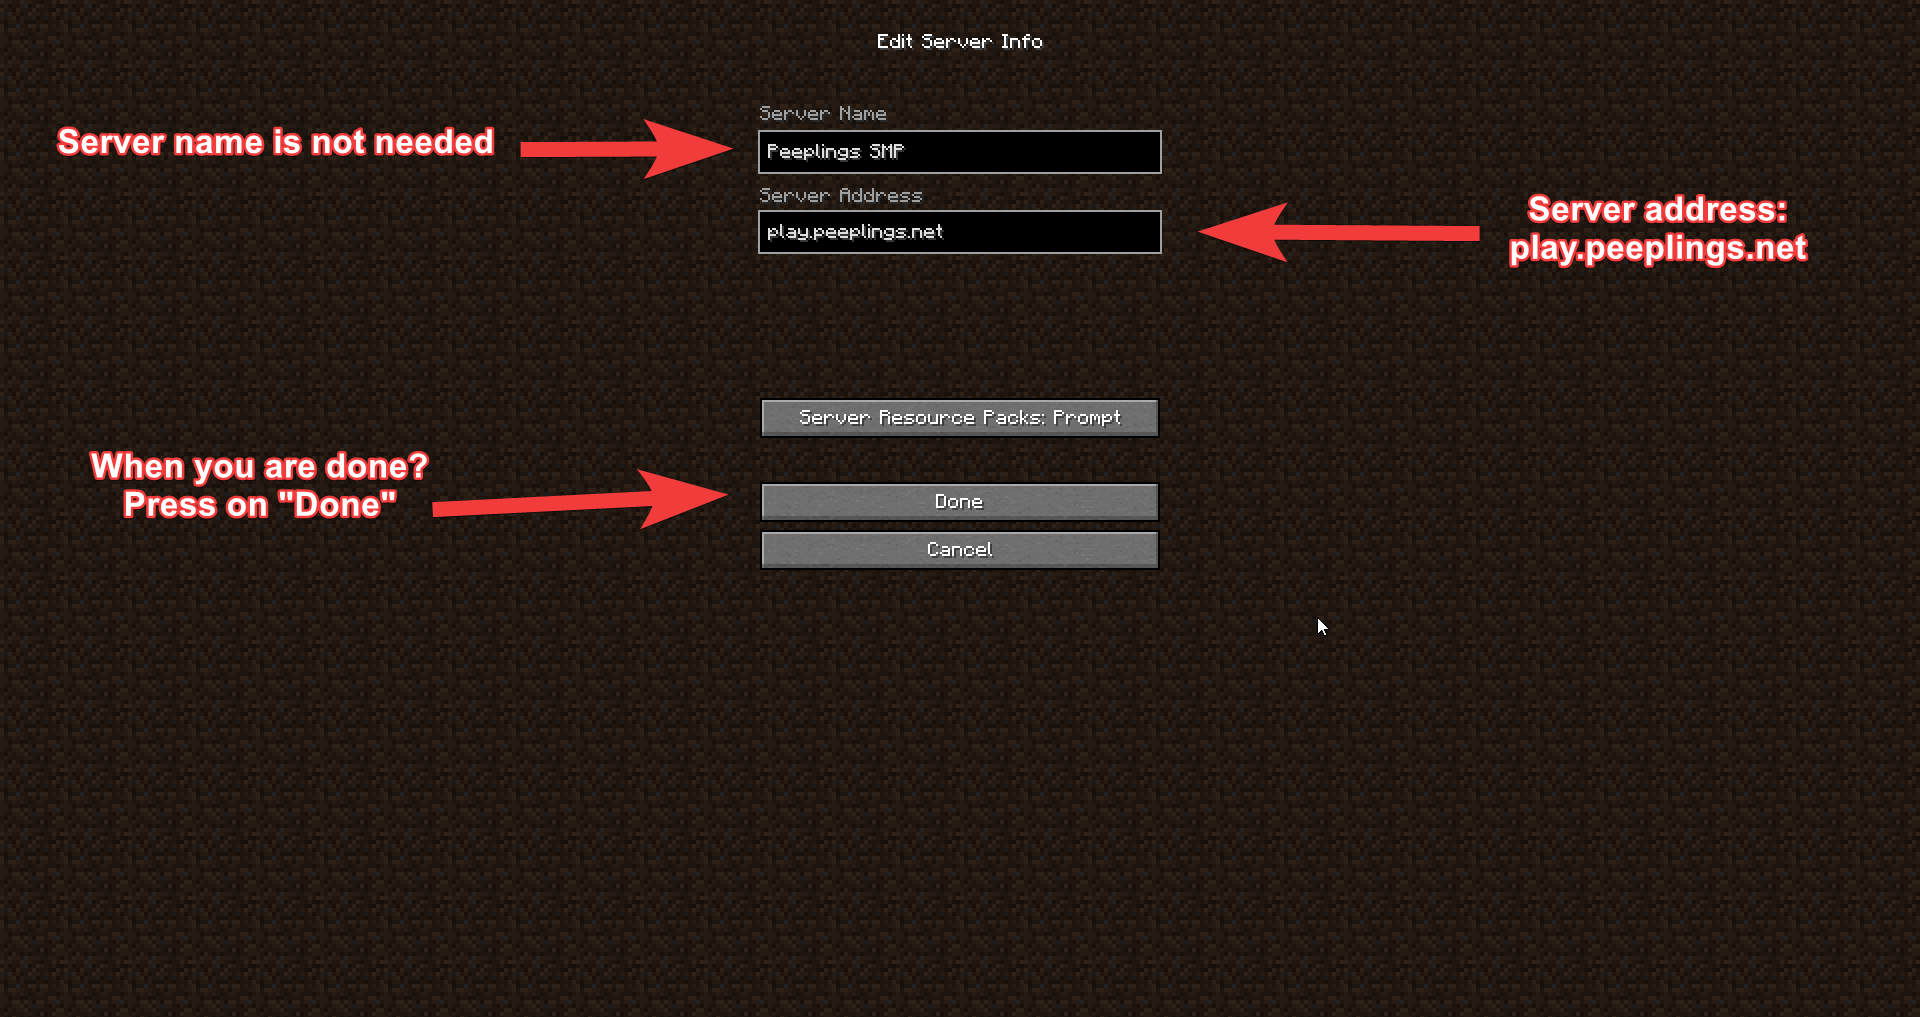 Edit Server Info
Server Name
Server name is not needed
Peeplings SMP
Server Address
play.peeplings.net
Server address:
play.peeplings.net
Server Resource Packs: Prompt
When you are done?
Press on "Done"
Done
Cancel